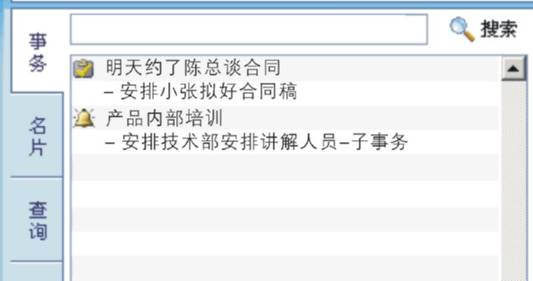 搜索
事务
明天约了陈总谈合同
–安排小张拟好合同稿
产品内部培训
–安排技术部安排讲解人员–子事务
名片
查询